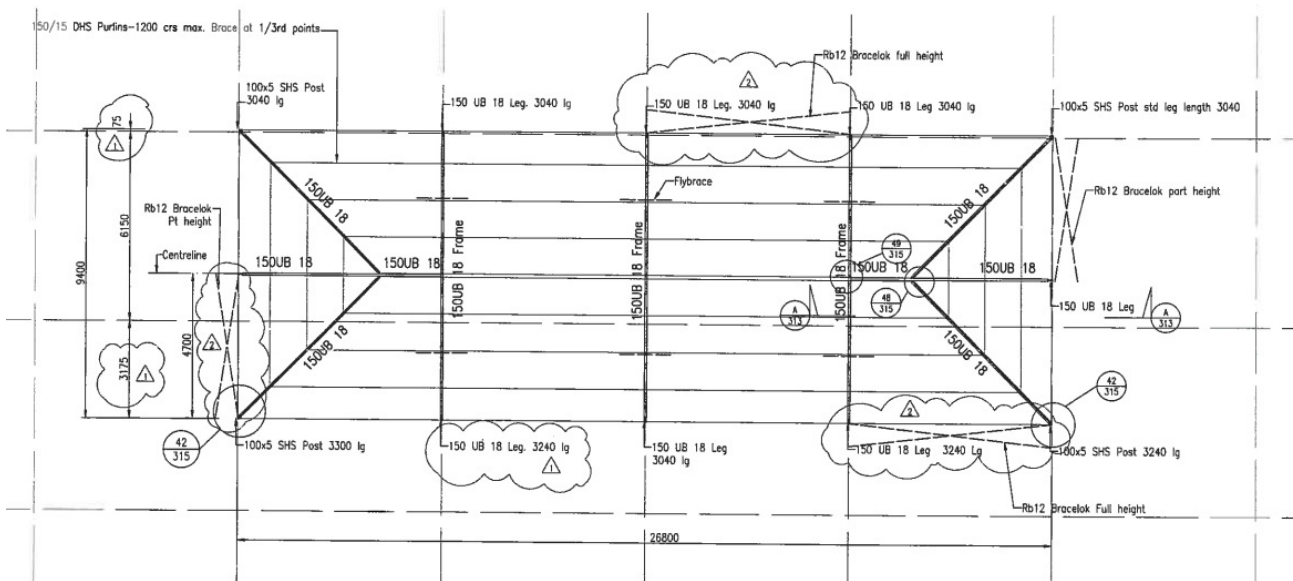 150/15 DHS Purlins-1200 crs max. Brace at 1/3rd points
Rb12 Bracelok full height
100x5 SHS Post
3040 lg
2
150 UB 18 Leg. 3040 lg
150 UB 18 Leg. 3040 lg
150 UB 18 Leg. 3040 lg
100x5 SHS Post std leg length 3040
75
1
Flybrace
Rb12 Bracelok part height
150UB 18
150UB 18
Rb12 Bracelok
Pt height
6150
9400
Centreline
150UB 18
150UB 18
150UB 18 Frame
150UB 18 Frame
150UB 18 Frame
49
315
150UB 18
150UB 18
48
315
A
313
150 UB 18 Leg
A
313
2
4700
3175
1
150UB 18
150UB 18
42
315
2
42
315
100x5 SHS Post 3300 lg
150 UB 18 Leg. 3240 lg
1
150 UB 18 Leg
3040 lg
150 UB 18 Leg 3240 Lg
100x5 SHS Post 3240 lg
Rb12 Bracelok Full height
26800